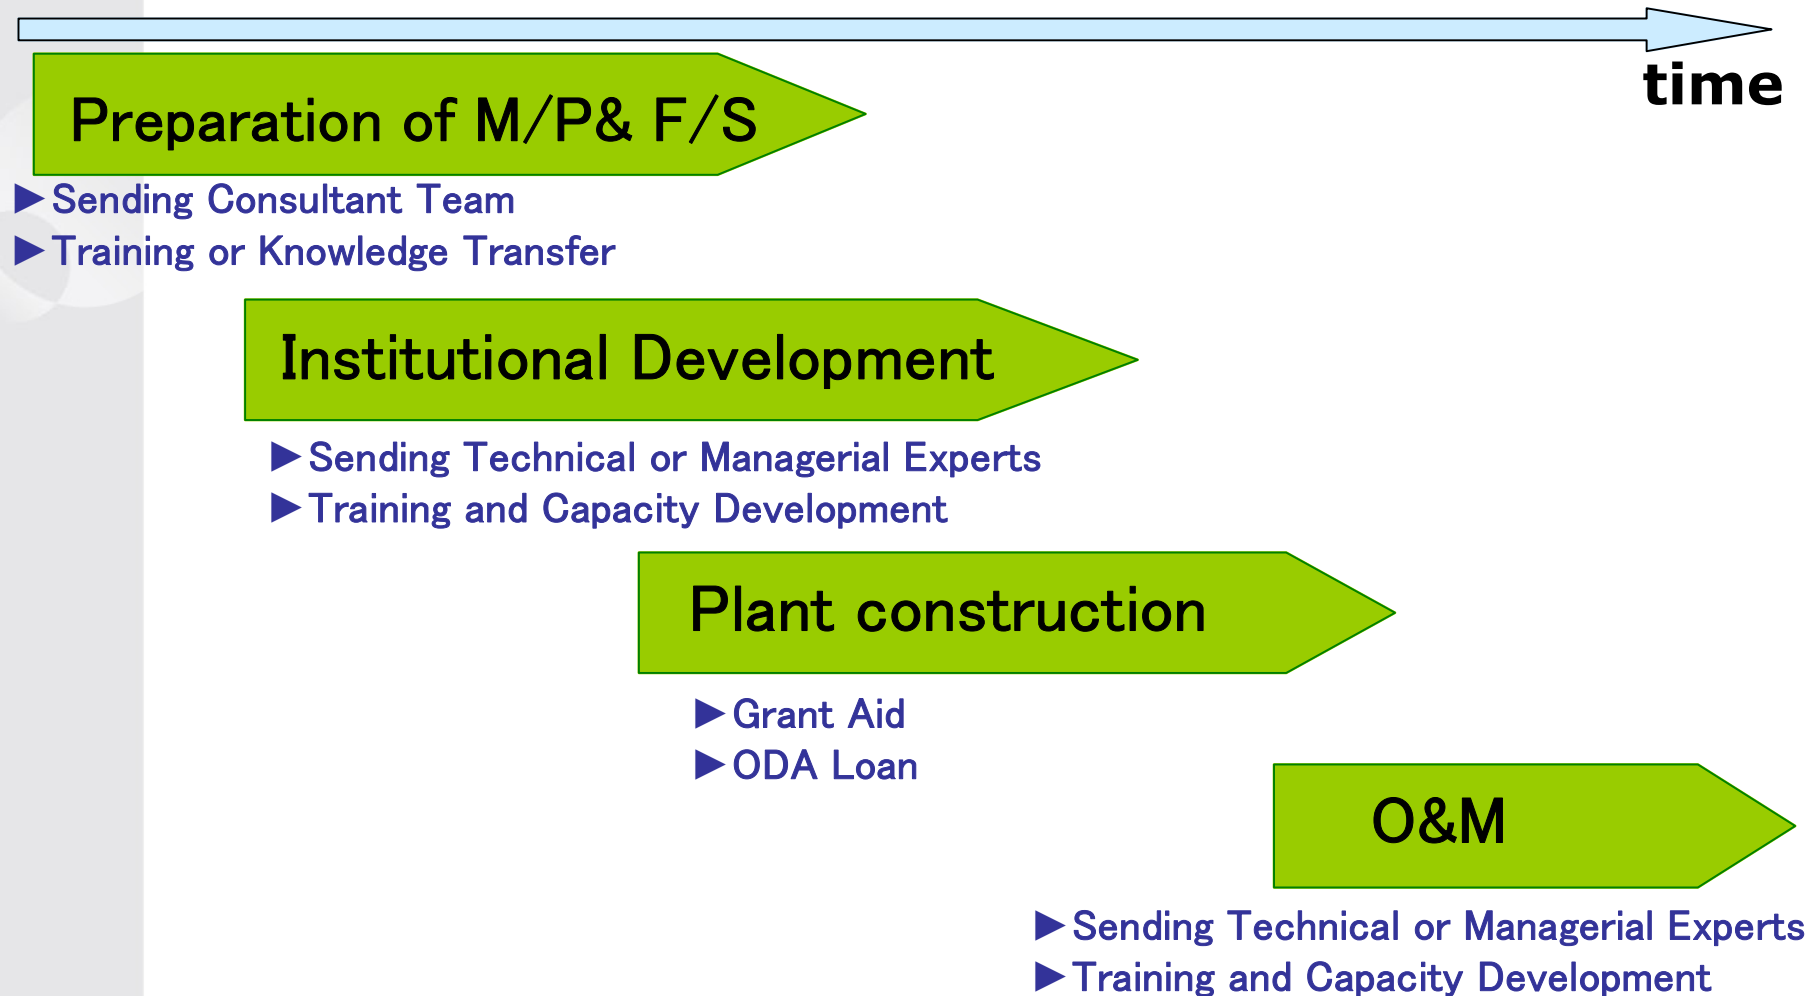 time
Preparation of M/P& F/S
►Sending Consultant Team
►Training or Knowledge Transfer
Institutional Development
►Sending Technical or Managerial Experts
►Training and Capacity Development
Plant construction
►Grant Aid
►ODA Loan
O&M
►Sending Technical or Managerial Experts
►Training and Capacity Development